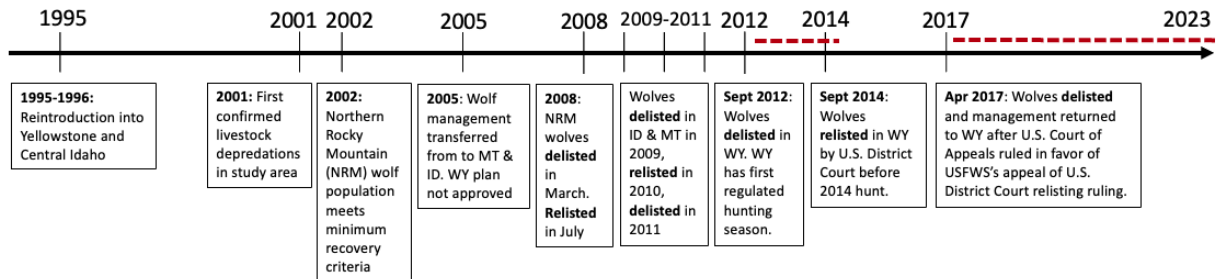 1995
2001
2002
2005
2008
2009-2011
2012
2014
2017
2023
1995-1996:
Reintroduction into
Yellowstone and
Central Idaho
2001: First
confirmed
livestock
depredations
in study area
2002:
Northern
Rocky
Mountain
(NRM) wolf
population
meets
minimum
recovery
criteria
2005: Wolf
management
transferred
from to MT &
ID. WY plan
not approved
2008:
NRM
wolves
delisted
in
March.
Relisted
in July
Wolves
delisted in
ID & MT in
2009,
relisted in
2010,
delisted in
2011
Sept 2012:
Wolves
delisted in
WY. WY
has first
regulated
hunting
season.
Sept 2014:
Wolves
relisted in WY
by U.S. District
Court before
2014 hunt.
Apr 2017: Wolves delisted
and management returned
to WY after U.S. Court of
Appeals ruled in favor of
USFWS's appeal of U.S.
District Court relisting ruling.